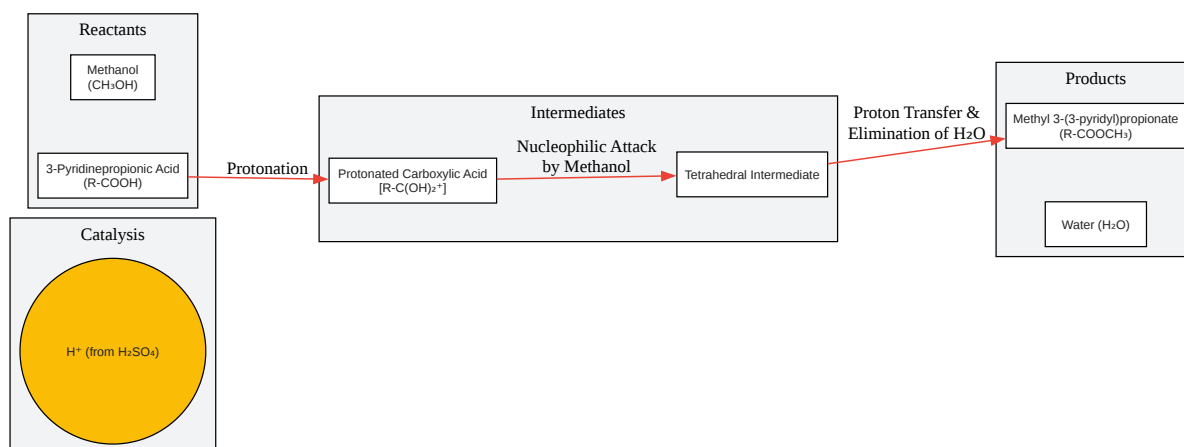 Reactants
Methanol
(CH₃OH)
3-Pyridinepropionic Acid
(R-COOH)
Protonation
Intermediates
Protonated Carboxylic Acid
[R-C(OH)₂⁺]
Nucleophilic Attack
by Methanol
Tetrahedral Intermediate
Proton Transfer &
Elimination of H₂O
Products
Methyl 3-(3-pyridyl)propionate
(R-COOCH₃)
Water (H₂O)
Catalysis
H⁺ (from H₂SO₄)